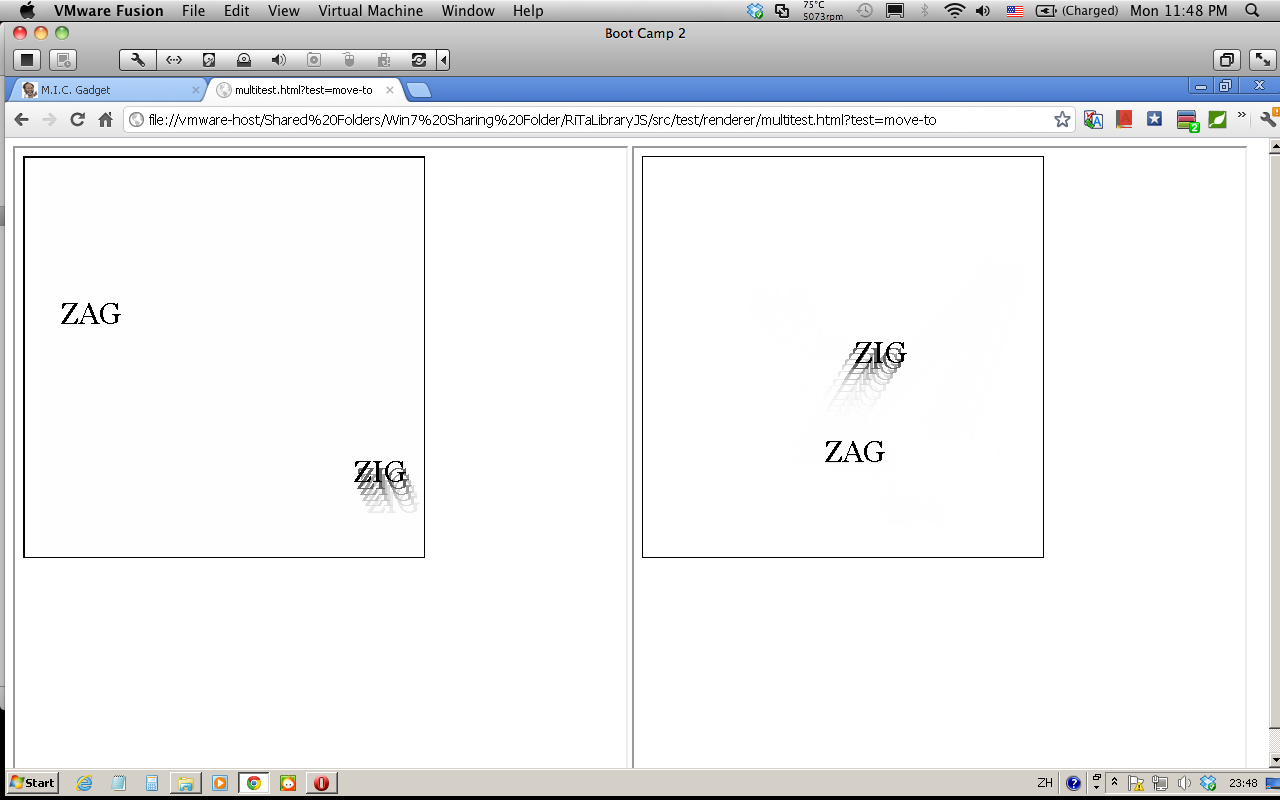 VMware Fusion File Edit View Virtual Machine Window Help 75°C 5073rpm (Charged) Mon 11:48 PM
Boot Camp 2
M.I.C. Gadget multitest.html?test=move-to
file://vmware-host/Shared%20Folders/Win7%20Sharing%20Folder/RiTaLibraryJS/src/test/renderer/multitest.html?test=move-to
2
ZAG
ZIG
ZIG
ZAG
Start ZH 23:48